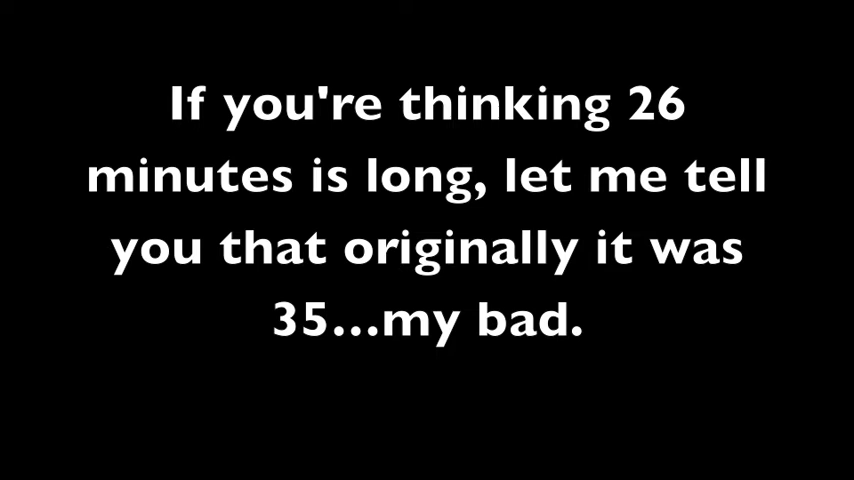 If you're thinking 26
minutes is long, let me tell
you that originally it was
35...my bad.